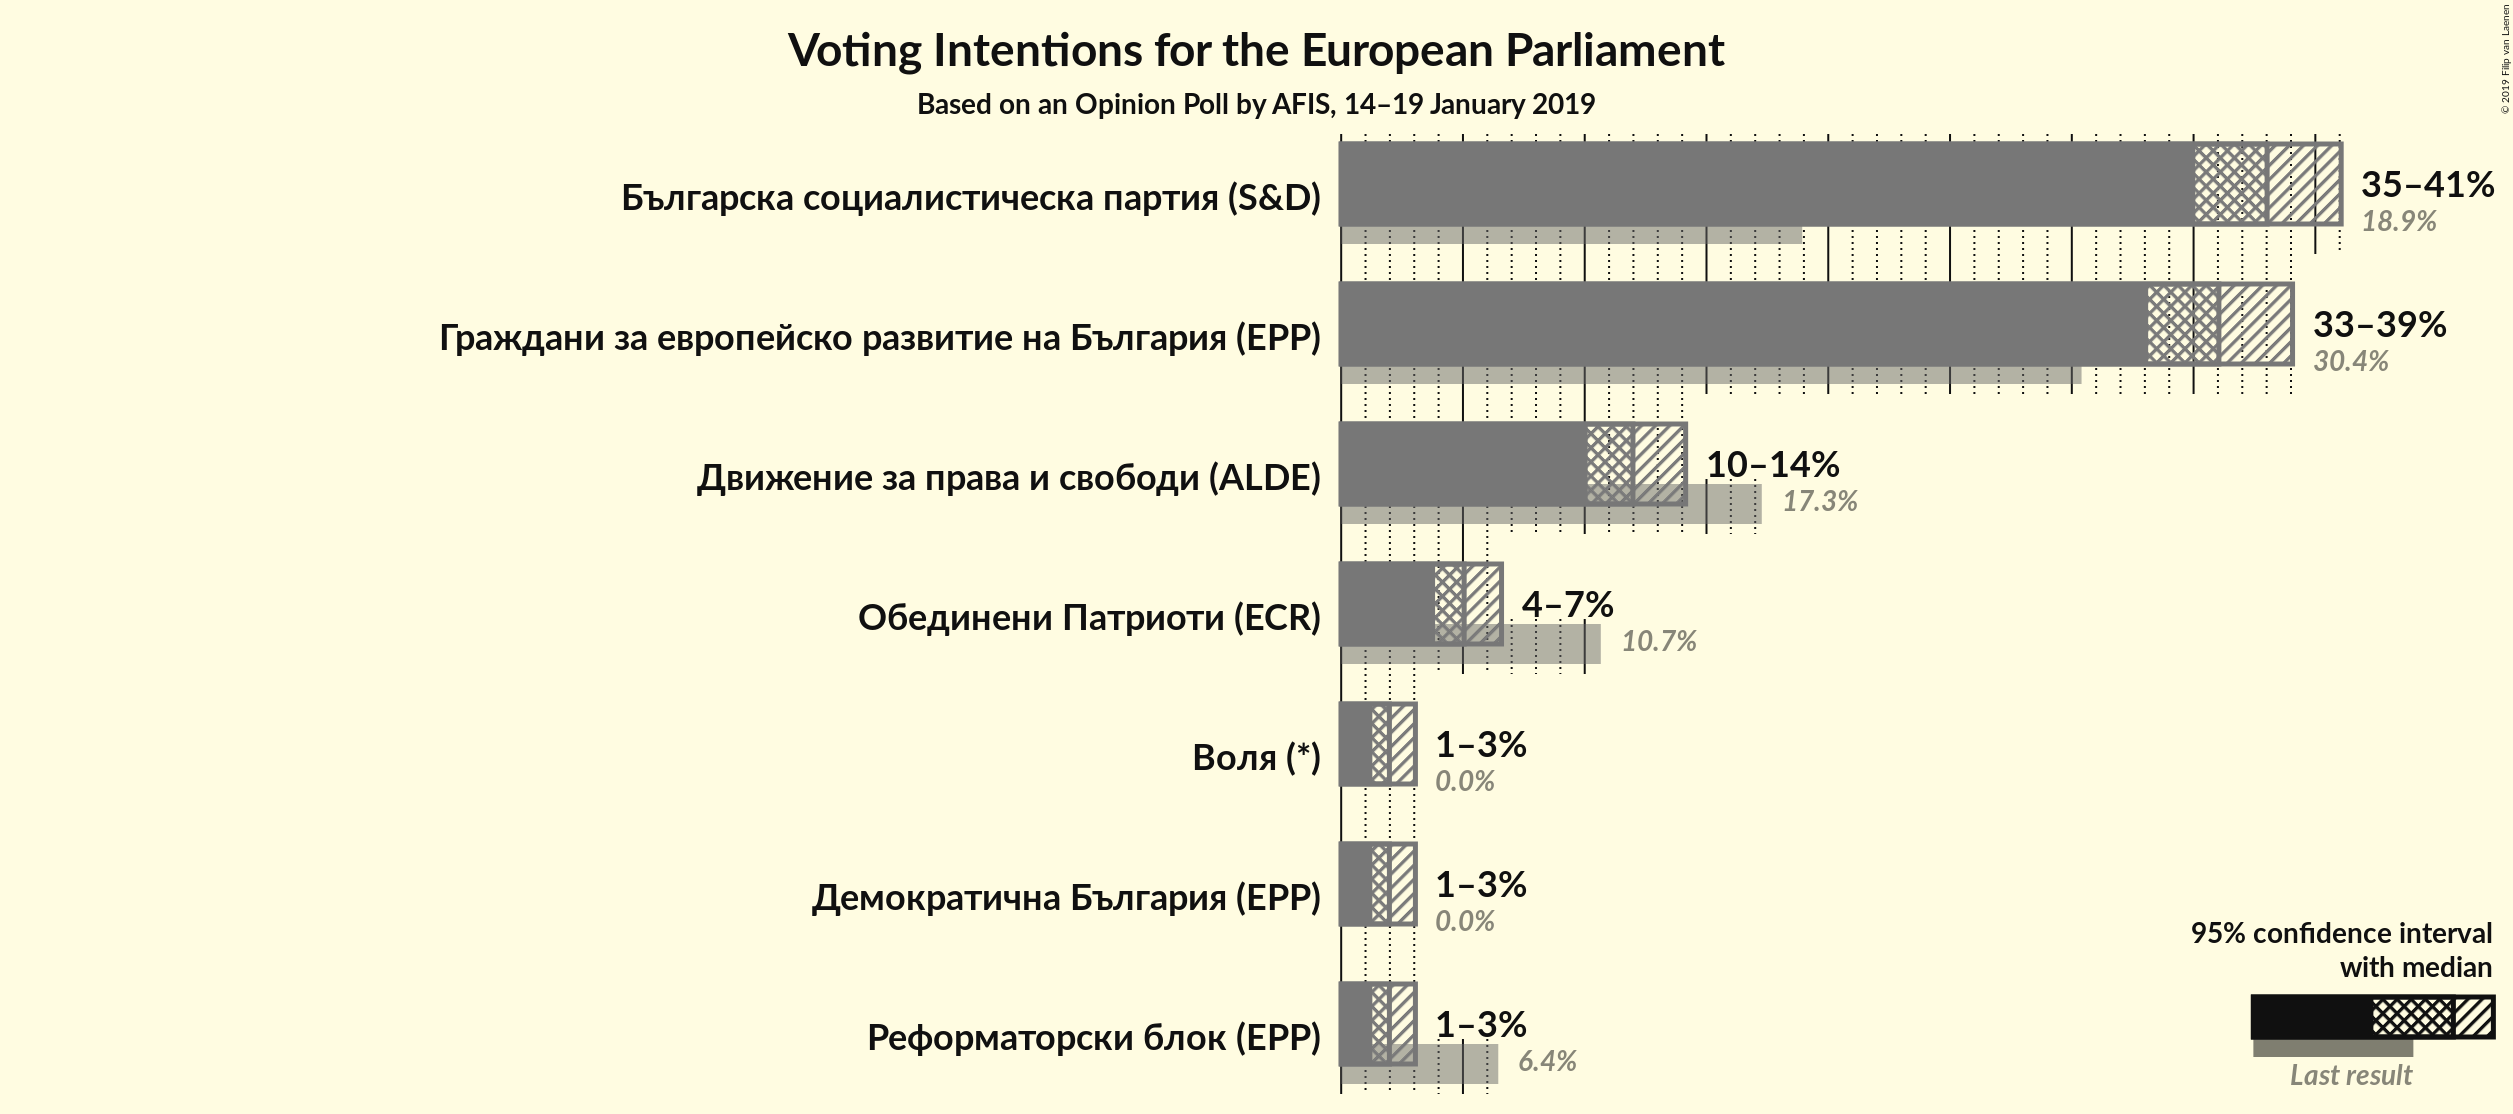 Voting Intentions for the European Parliament
Based on an Opinion Poll by AFIS, 14–19 January 2019
© 2019 Filip van Laenen
Българска социалистическа партия (S&D)
35–41%
18.9%
Граждани за европейско развитие на България (EPP)
33–39%
30.4%
Движение за права и свободи (ALDE)
10–14%
17.3%
Обединени Патриоти (ECR)
4–7%
10.7%
Воля (*)
1–3%
0.0%
Демократична България (EPP)
1–3%
0.0%
Реформаторски блок (EPP)
1–3%
6.4%
95% confidence interval
with median
Last result